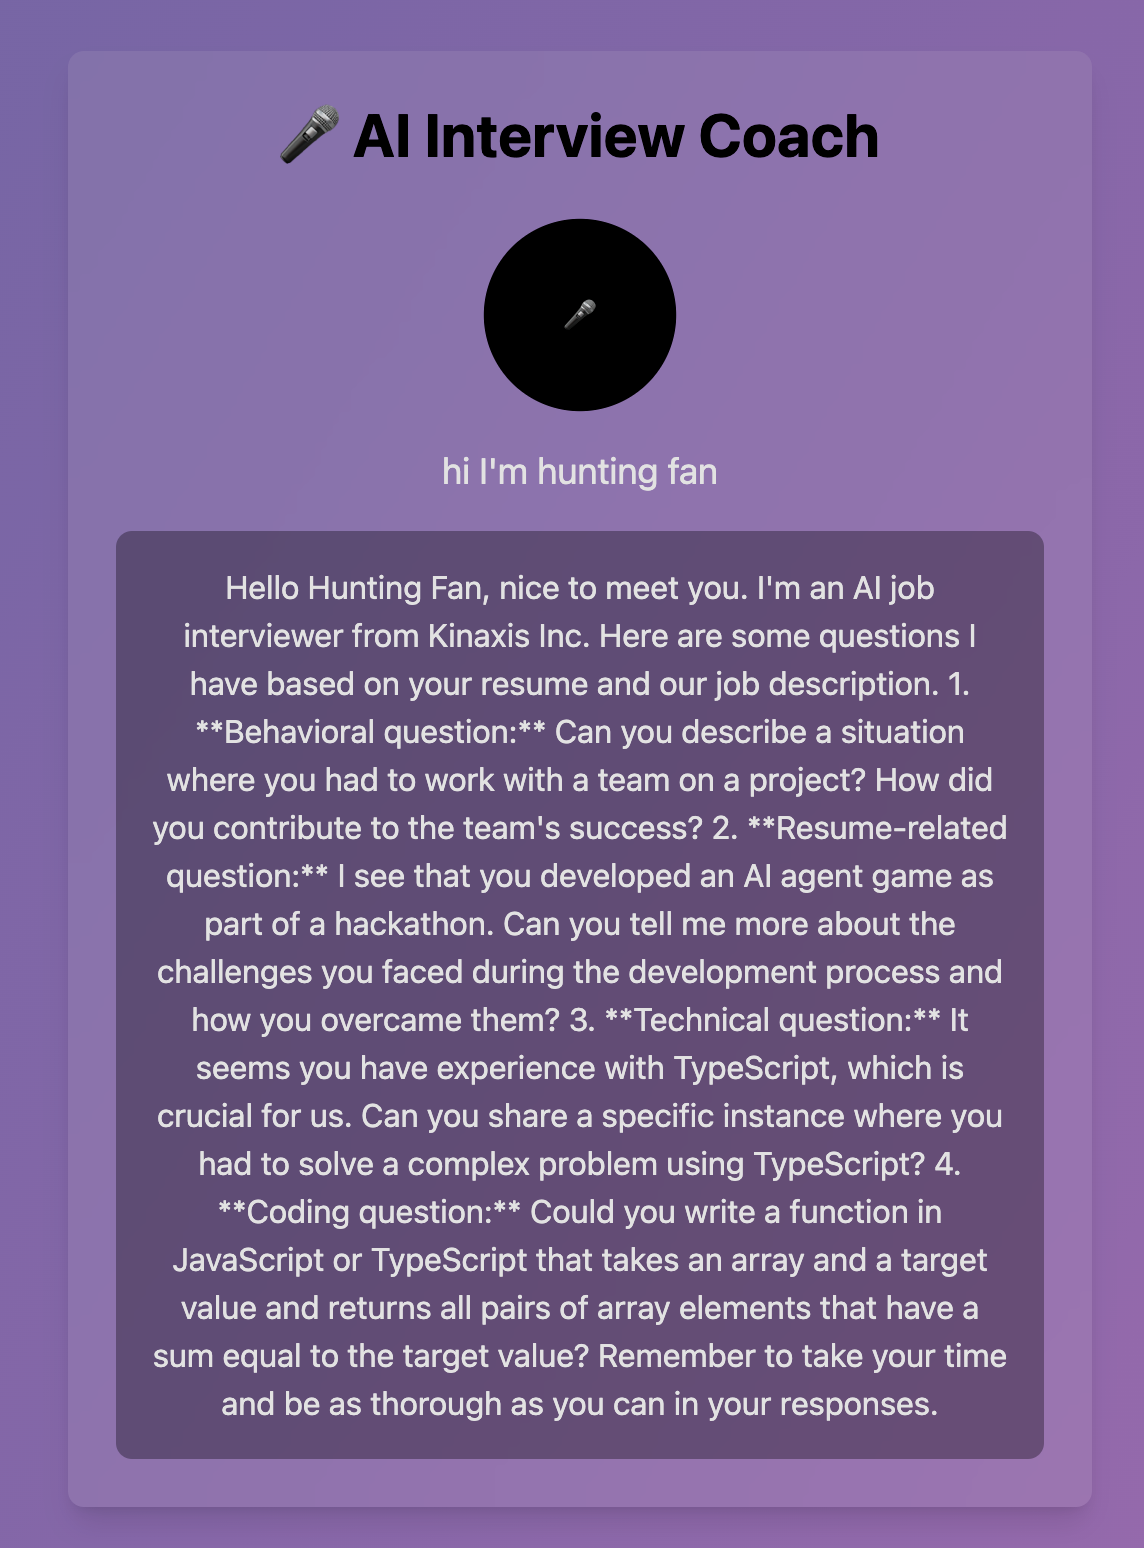 🎤 AI Interview Coach
🎤
hi I'm hunting fan
Hello Hunting Fan, nice to meet you. I'm an AI job
interviewer from Kinaxis Inc. Here are some questions I
have based on your resume and our job description. 1.
**Behavioral question:** Can you describe a situation
where you had to work with a team on a project? How did
you contribute to the team's success? 2. **Resume-related
question:** I see that you developed an AI agent game as
part of a hackathon. Can you tell me more about the
challenges you faced during the development process and
how you overcame them? 3. **Technical question:** It
seems you have experience with TypeScript, which is
crucial for us. Can you share a specific instance where you
had to solve a complex problem using TypeScript? 4.
**Coding question:** Could you write a function in
JavaScript or TypeScript that takes an array and a target
value and returns all pairs of array elements that have a
sum equal to the target value? Remember to take your time
and be as thorough as you can in your responses.